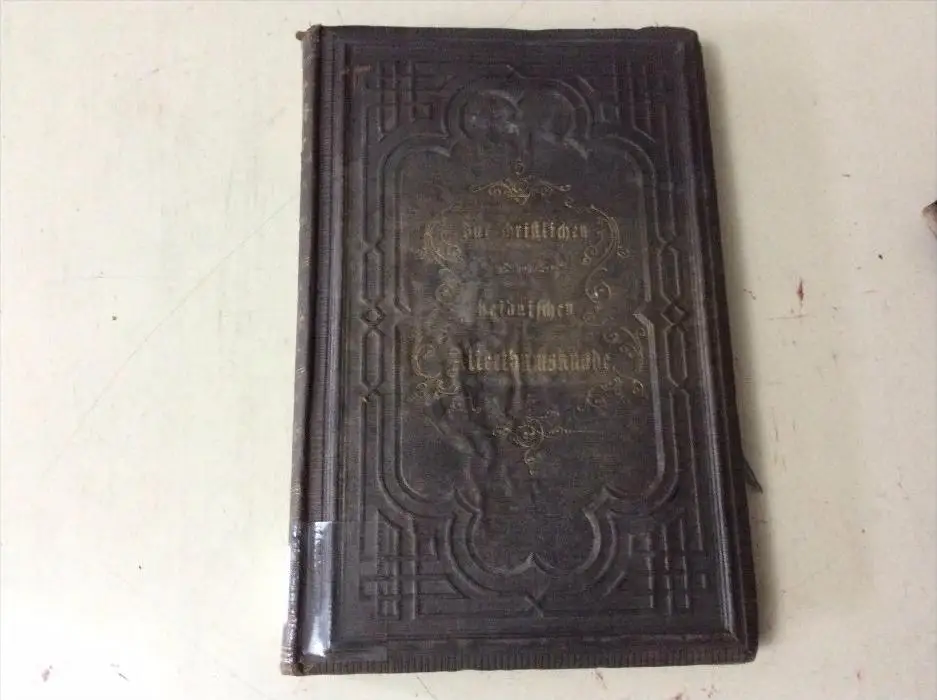 Zur christlichen
heidnischen
Alterthumskunde.